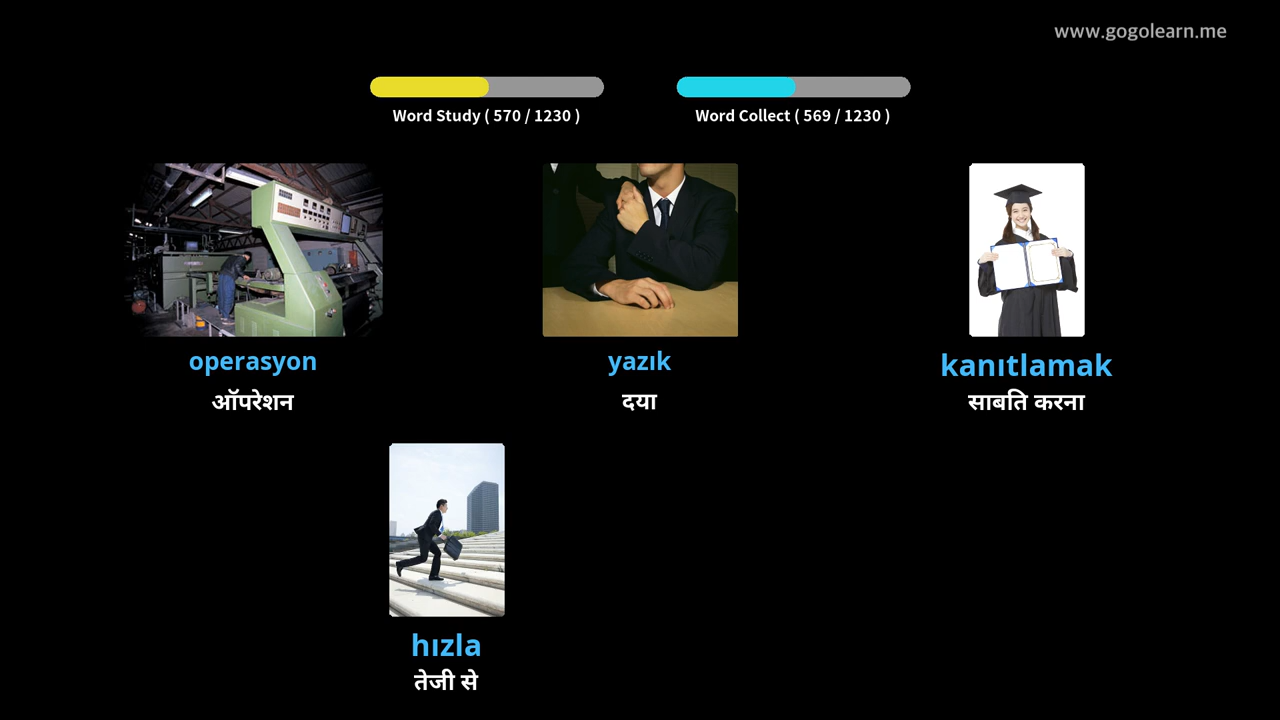 www.gogolearn.me
Word Study ( 570 / 1230 )
Word Collect ( 569 / 1230 )
operasyon
ऑपरेशन
yazık
दया
kanıtlamak
साबति करना
hızla
तेजी से